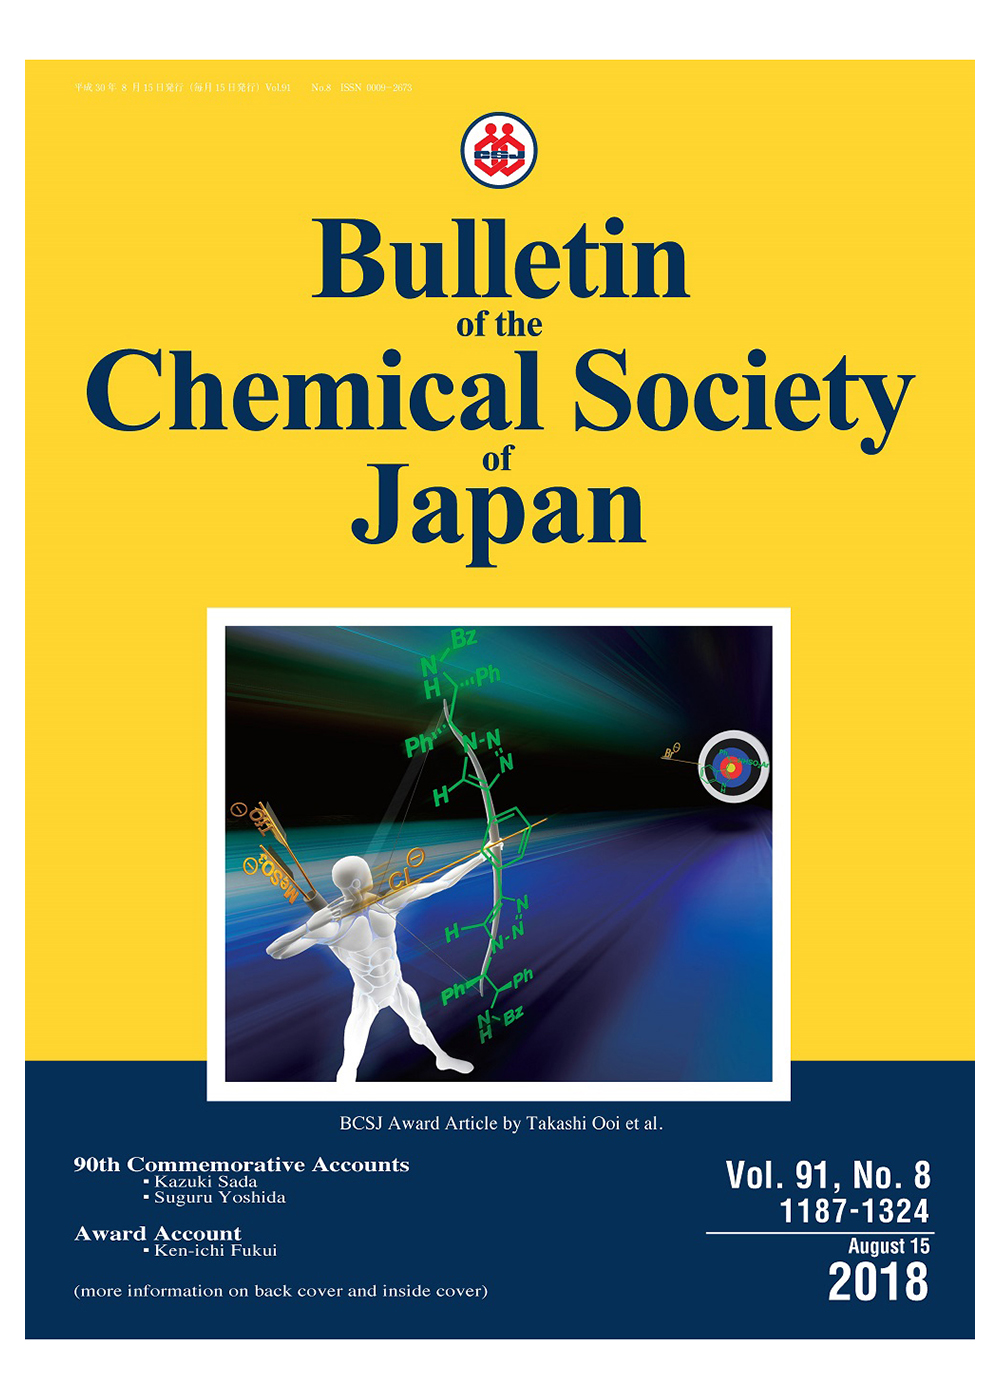 平成30年 8 月15日発行（毎月15日発行）Vol.91　No.8　ISSN 0009-2673
CSJ
Bulletin
of the
Chemical Society
of
Japan
Bz
N
H
Ph
Ph
N-N
N
H
Br⊖
Tfo⊖
MeSO₃⊖
Cl⊖
N
H
N-N
Ph
Ph
N
H
Bz
BCSJ Award Article by Takashi Ooi et al.
90th Commemorative Accounts
▪ Kazuki Sada
▪ Suguru Yoshida
Award Account
▪ Ken-ichi Fukui
(more information on back cover and inside cover)
Vol. 91, No. 8
1187-1324
August 15
2018